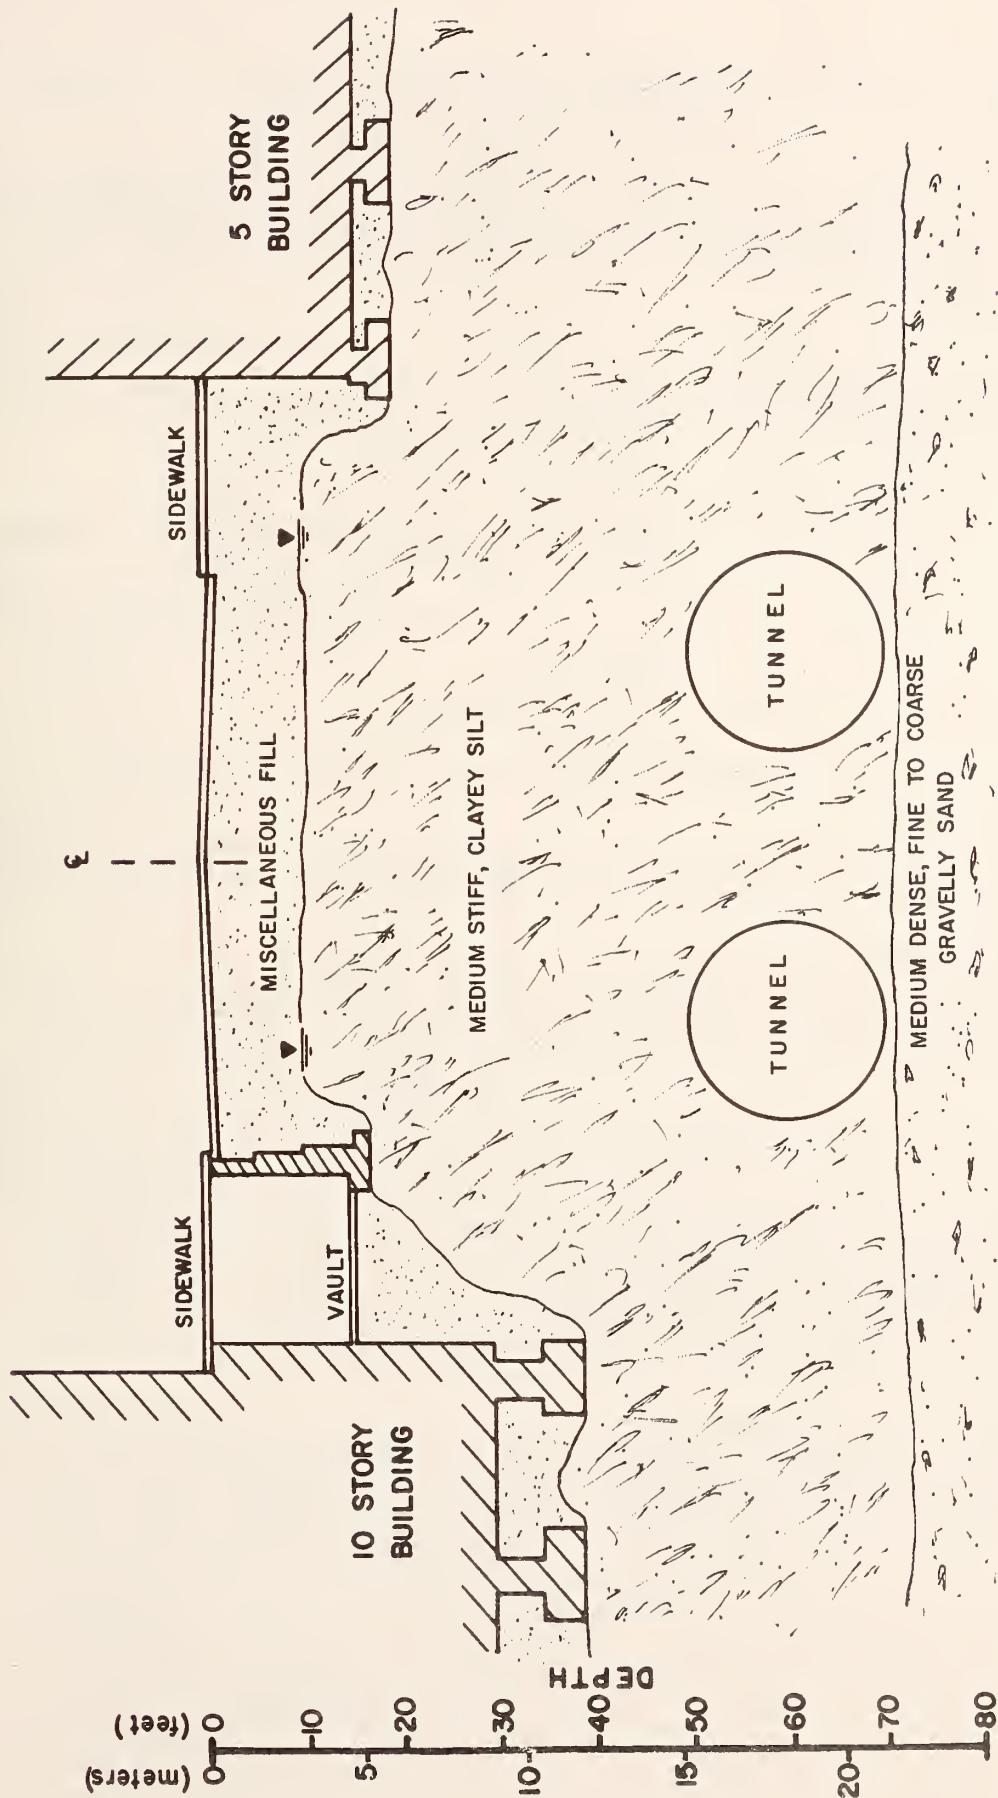 ℄
SIDEWALK
SIDEWALK
5 STORY
BUILDING
10 STORY
BUILDING
VAULT
MISCELLANEOUS FILL
MEDIUM STIFF, CLAYEY SILT
TUNNEL
TUNNEL
MEDIUM DENSE, FINE TO COARSE
GRAVELLY SAND
DEPTH
(meters)
0
5
10
15
20
(feet)
0
10
20
30
40
50
60
70
80